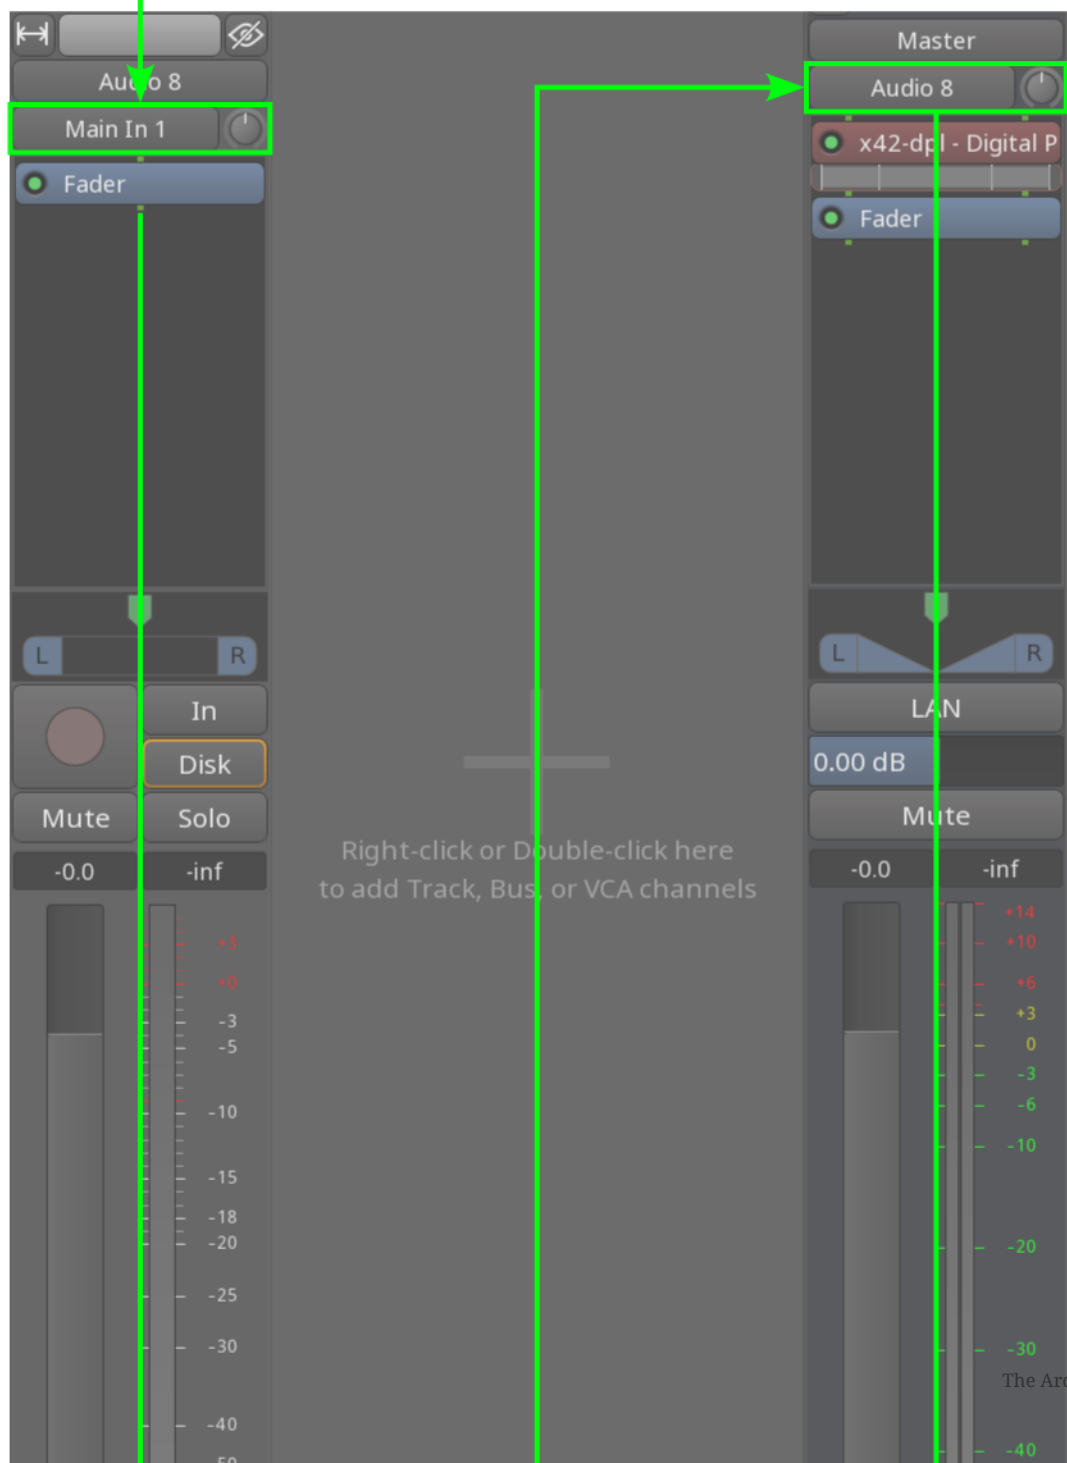 Audio 8
Main In 1
Fader
L R
In
Disk
Mute Solo
-0.0 -inf
+3
+0
-3
-5
-10
-15
-18
-20
-25
-30
-40
Right-click or Double-click here
to add Track, Bus, or VCA channels
Master
Audio 8
x42-dpl - Digital P
Fader
L R
LAN
0.00 dB
Mute
-0.0 -inf
+14
+10
+6
+3
0
-3
-6
-10
-20
-30
The Ard
-40